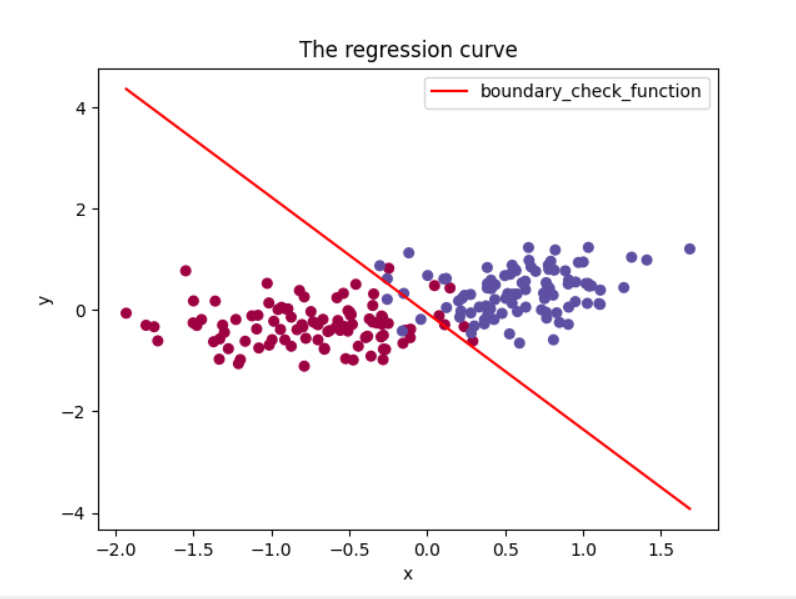 The regression curve
boundary_check_function
4
2
0
−2
−4
y
−2.0 −1.5 −1.0 −0.5 0.0 0.5 1.0 1.5
x